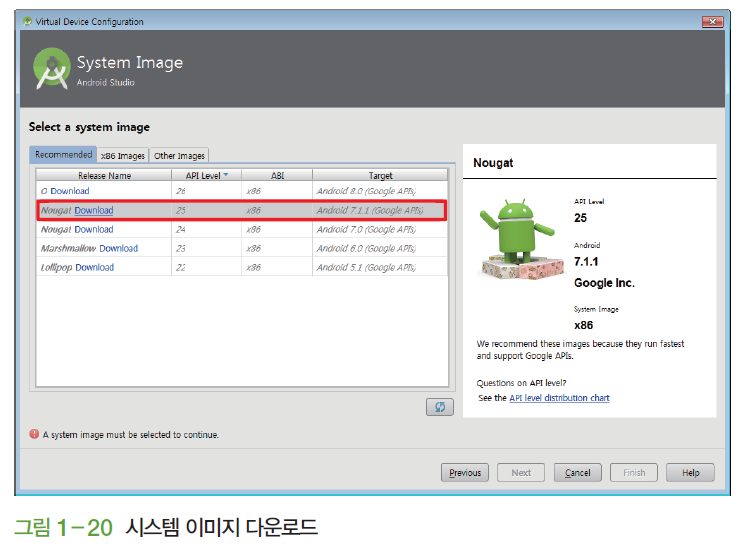 Virtual Device Configuration
System Image
Android Studio
Select a system image
Recommended x86 Images Other Images
Release Name API Level ABI Target
O Download 26 x86 Android 8.0 (Google APIs)
Nougat Download 25 x86 Android 7.1.1 (Google APIs)
Nougat Download 24 x86 Android 7.0 (Google APIs)
Marshmallow Download 23 x86 Android 6.0 (Google APIs)
Lollipop Download 22 x86 Android 5.1 (Google APIs)
Nougat
API Level
25
Android
7.1.1
Google Inc.
System Image
x86
We recommend these images because they run fastest
and support Google APIs.
Questions on API level?
See the API level distribution chart
A system image must be selected to continue.
Previous Next Cancel Finish Help
그림 1-20 시스템 이미지 다운로드